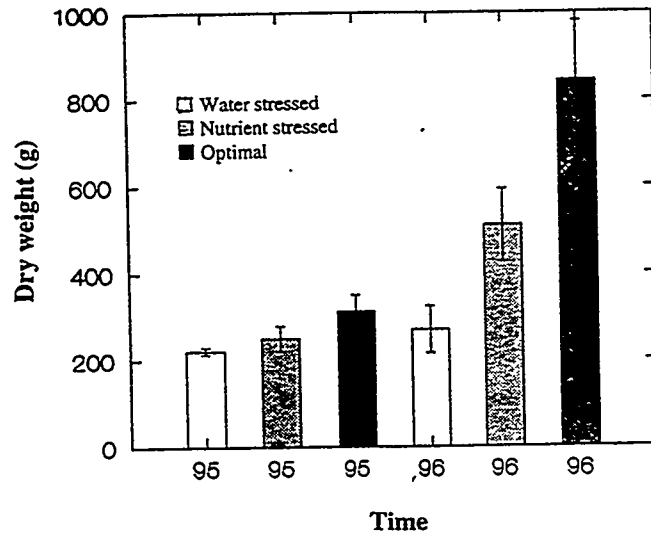 1000
800
600
400
200
0
Dry weight (g)
Water stressed
Nutrient stressed
Optimal
95 95 95 96 96 96
Time